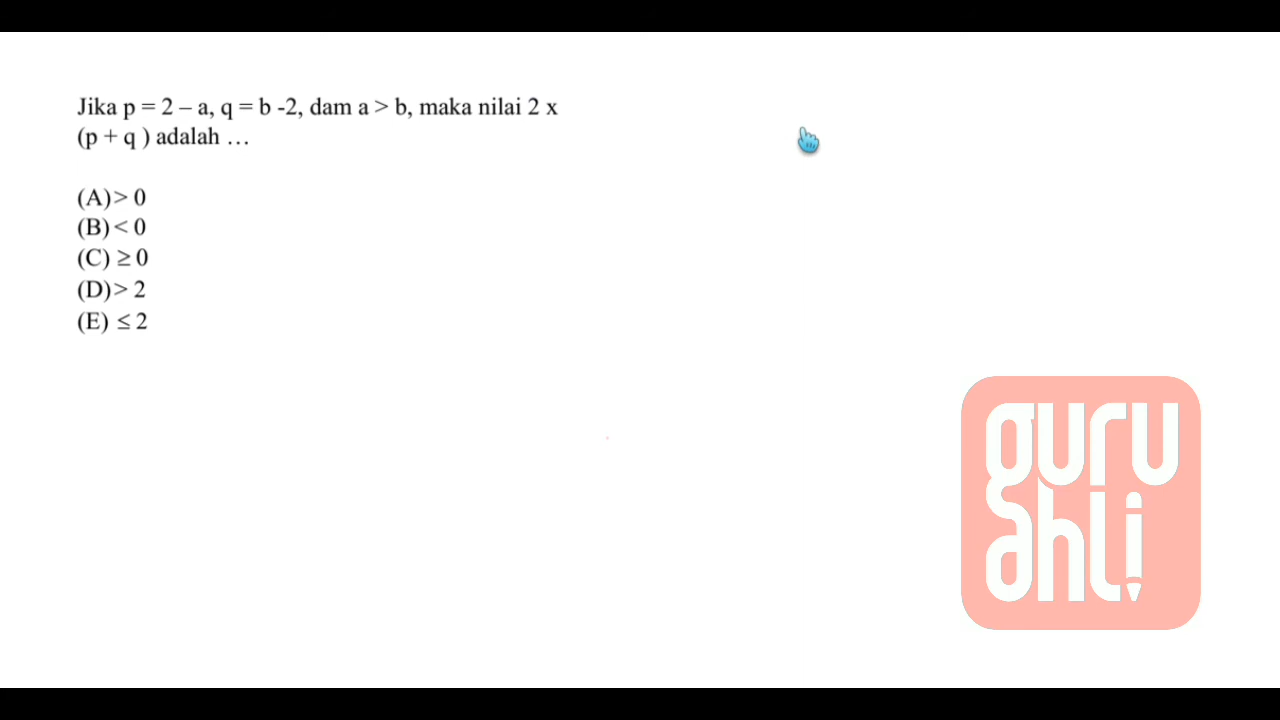 Jika p = 2 – a, q = b -2, dam a > b, maka nilai 2 x
(p + q ) adalah …
(A)> 0
(B)< 0
(C) ≥ 0
(D)> 2
(E) ≤ 2
guru
ahli